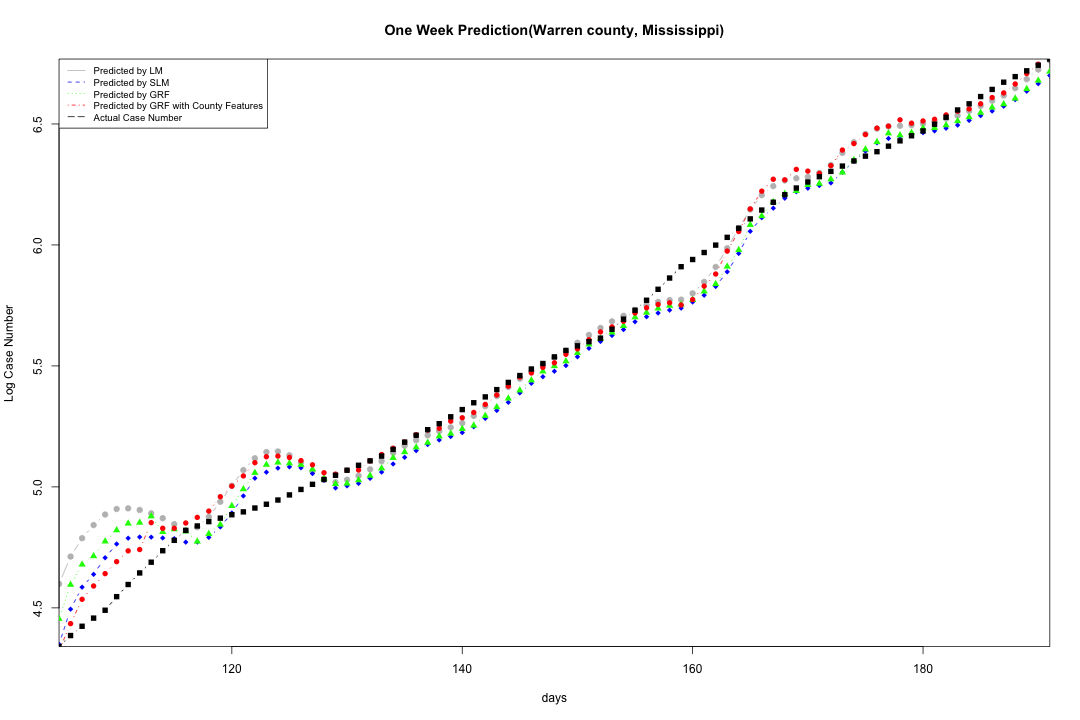 One Week Prediction(Warren county, Mississippi)
Predicted by LM
Predicted by SLM
Predicted by GRF
Predicted by GRF with County Features
Actual Case Number
Log Case Number
6.5
6.0
5.5
5.0
4.5
120 140 160 180
days